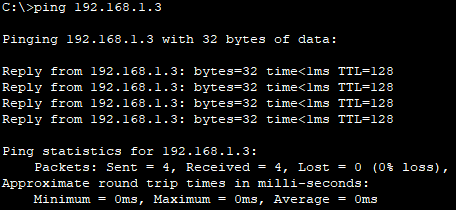 C:\>ping 192.168.1.3
Pinging 192.168.1.3 with 32 bytes of data:
Reply from 192.168.1.3: bytes=32 time<1ms TTL=128
Reply from 192.168.1.3: bytes=32 time<1ms TTL=128
Reply from 192.168.1.3: bytes=32 time<1ms TTL=128
Reply from 192.168.1.3: bytes=32 time<1ms TTL=128
Ping statistics for 192.168.1.3:
    Packets: Sent = 4, Received = 4, Lost = 0 (0% loss),
Approximate round trip times in milli-seconds:
    Minimum = 0ms, Maximum = 0ms, Average = 0ms